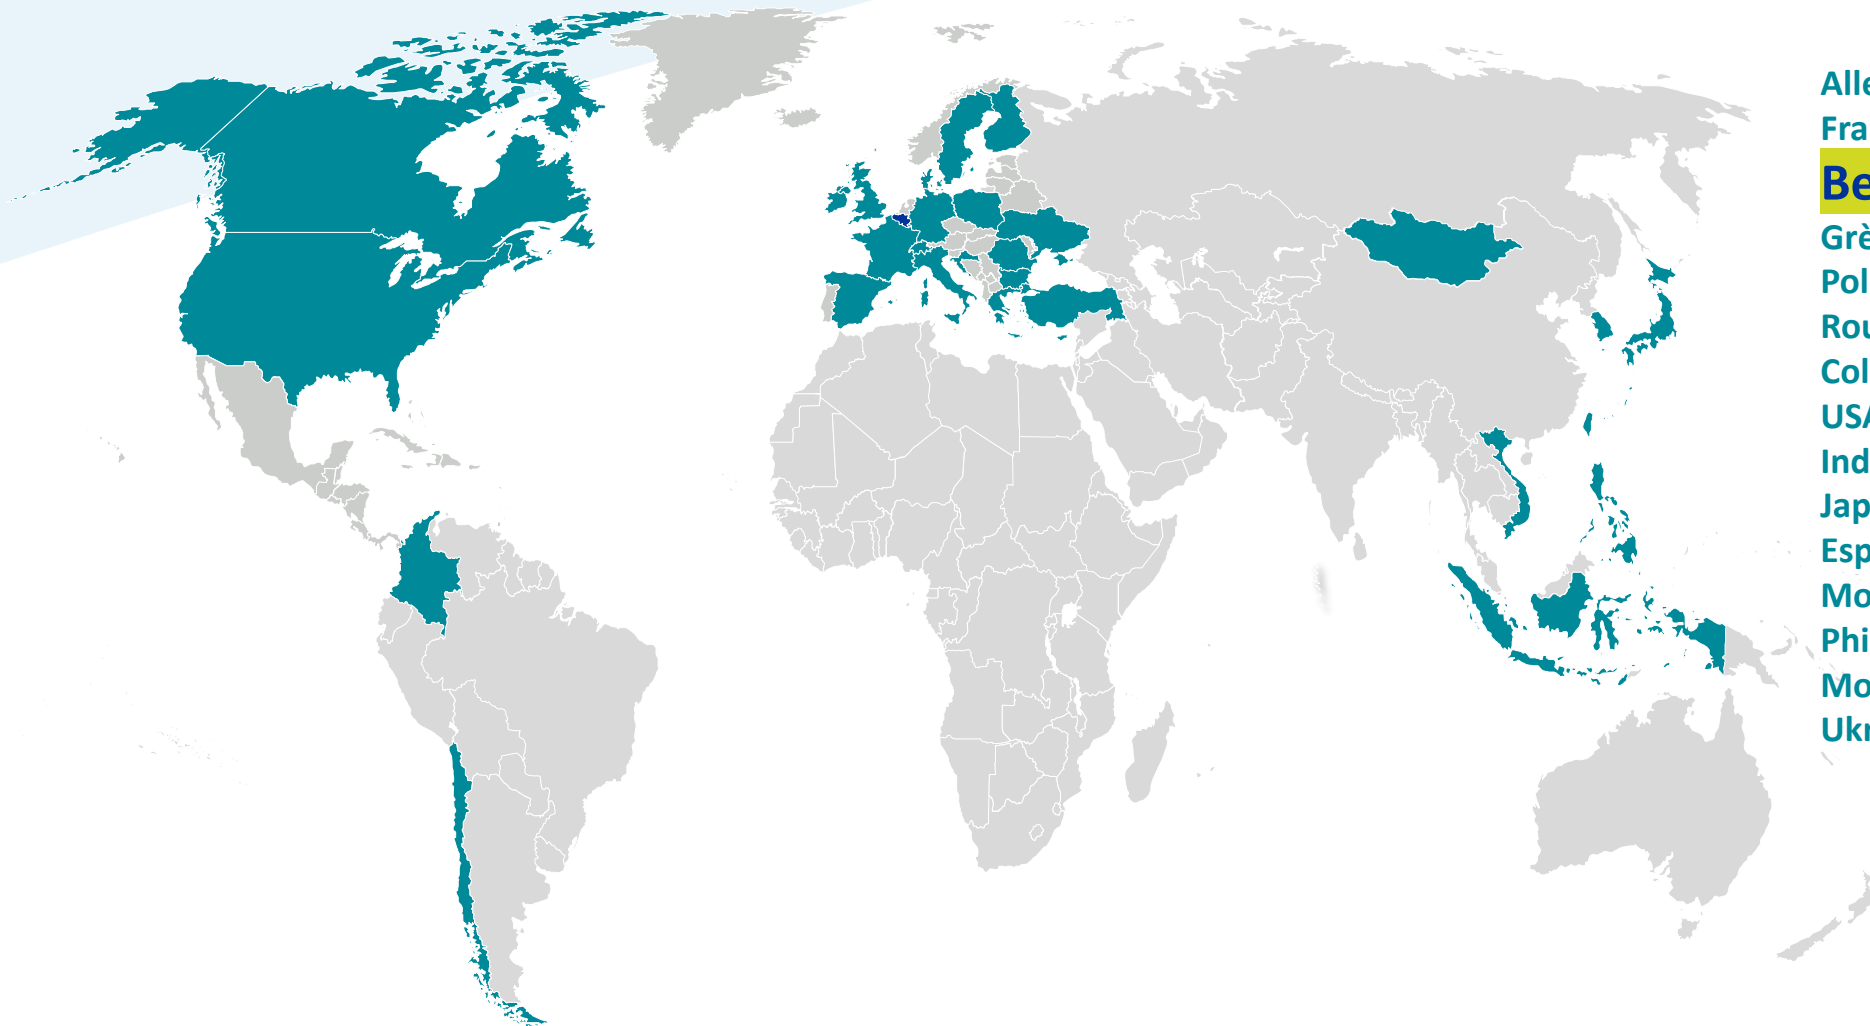 Alle
Fra
Be
Grè
Pol
Rou
Col
USA
Ind
Jap
Esp
Mo
Phi
Mo
Ukr